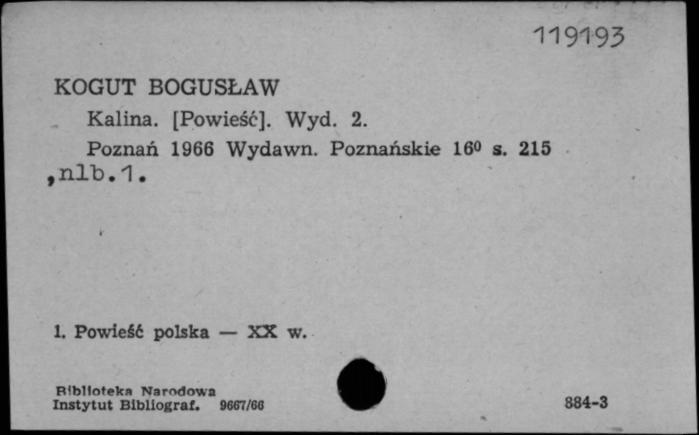 119193
KOGUT BOGUSŁAW
Kalina. [Powieść]. Wyd. 2.
Poznań 1966 Wydawn. Poznańskie 16⁰ s. 215
,nlb.1.
1. Powieść polska — XX w.
Biblioteka Narodowa
Instytut Bibliograf. 9667/66
884-3